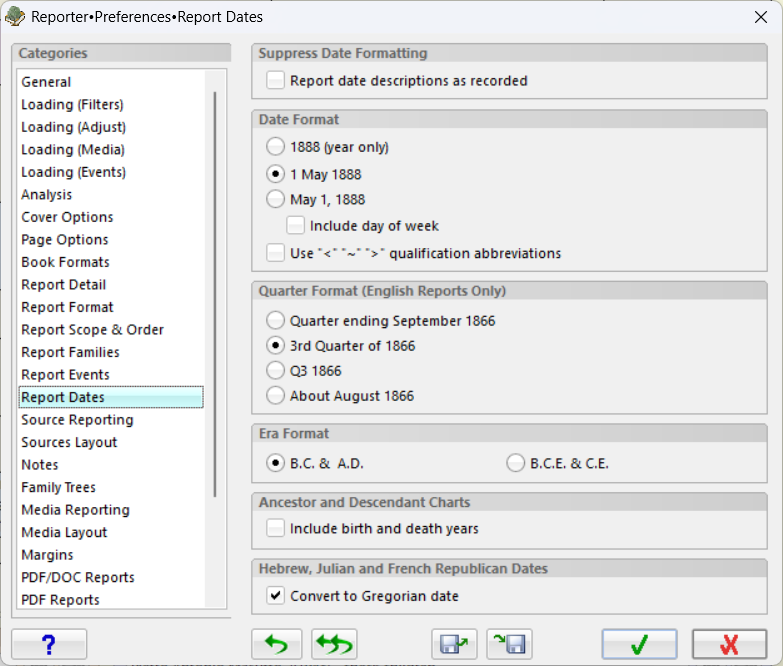 Reporter•Preferences•Report Dates
Categories
General
Loading (Filters)
Loading (Adjust)
Loading (Media)
Loading (Events)
Analysis
Cover Options
Page Options
Book Formats
Report Detail
Report Format
Report Scope & Order
Report Families
Report Events
Report Dates
Source Reporting
Sources Layout
Notes
Family Trees
Media Reporting
Media Layout
Margins
PDF/DOC Reports
PDF Reports
Suppress Date Formatting
Report date descriptions as recorded
Date Format
1888 (year only)
1 May 1888
May 1, 1888
Include day of week
Use "<" "~" ">" qualification abbreviations
Quarter Format (English Reports Only)
Quarter ending September 1866
3rd Quarter of 1866
Q3 1866
About August 1866
Era Format
B.C. & A.D.
B.C.E. & C.E.
Ancestor and Descendant Charts
Include birth and death years
Hebrew, Julian and French Republican Dates
Convert to Gregorian date
?